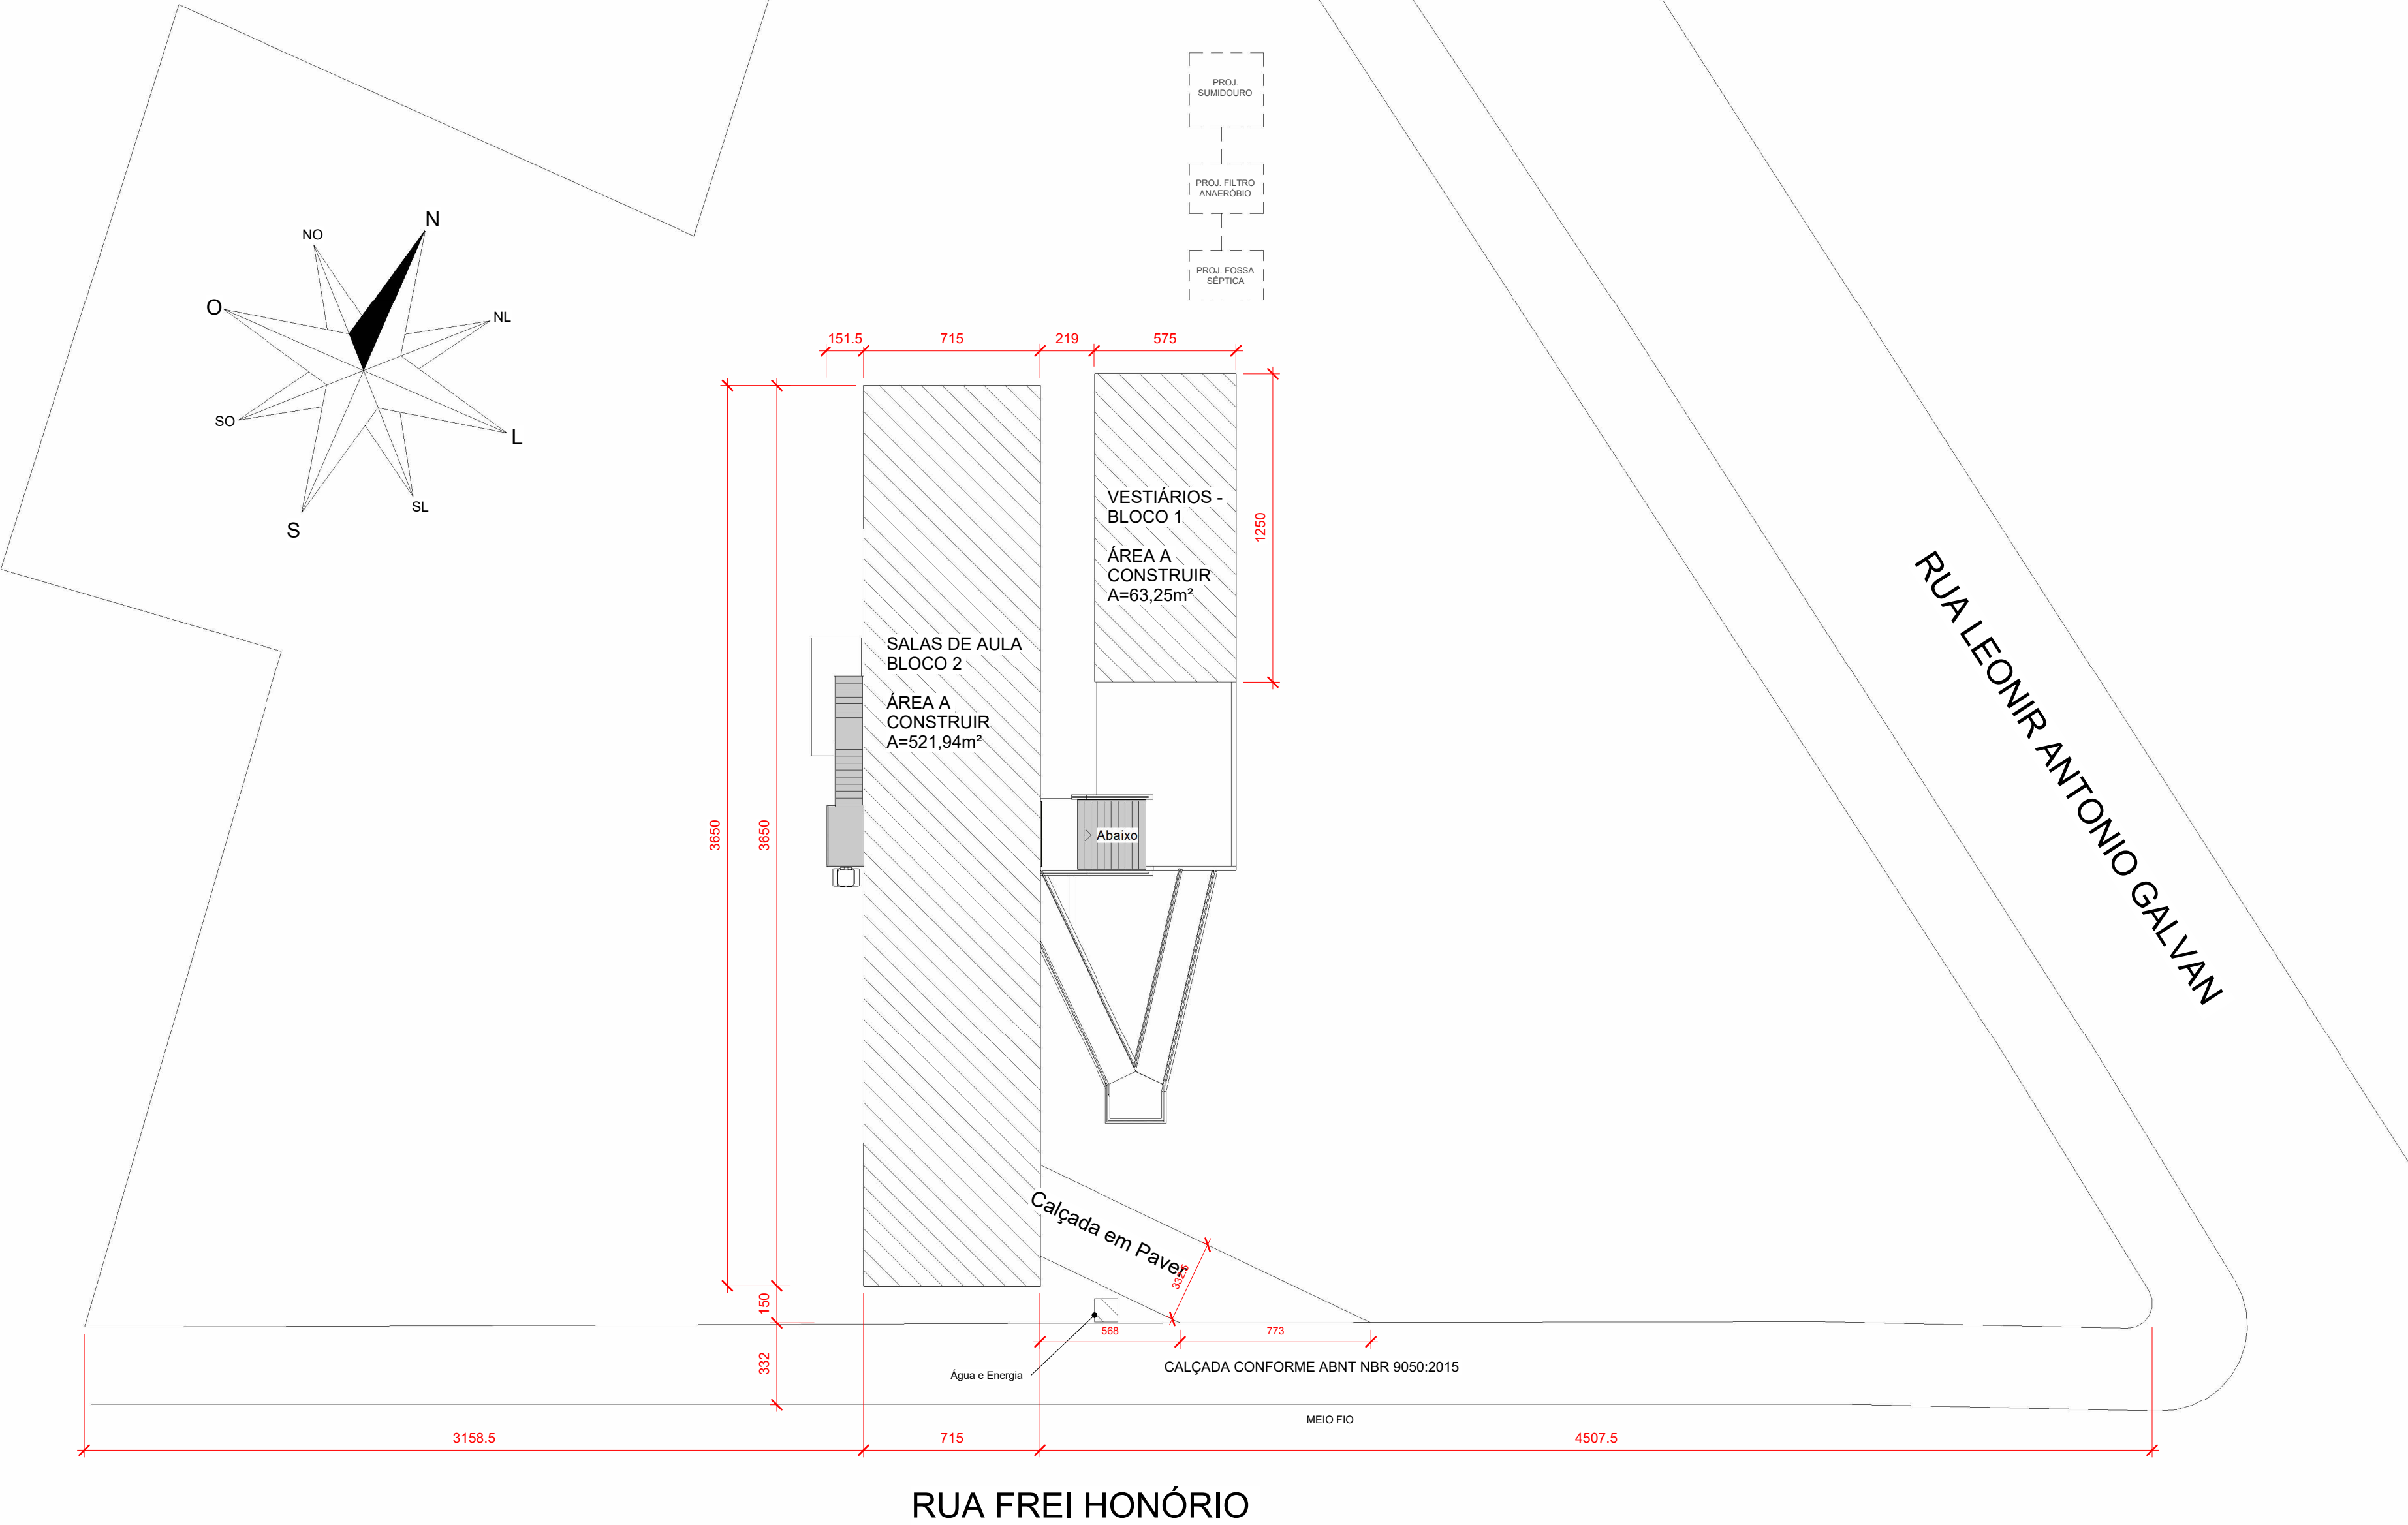 PROJ.
SUMIDOURO
PROJ. FILTRO
ANAERÓBIO
PROJ. FOSSA
SÉPTICA
N
NO
NL
O
SO
L
SL
S
151.5
715
219
575
1250
VESTIÁRIOS -
BLOCO 1
ÁREA A
CONSTRUIR
A=63,25m²
SALAS DE AULA
BLOCO 2
ÁREA A
CONSTRUIR
A=521,94m²
3650
3650
Abaixo
RUA LEONIR ANTONIO GALVAN
Calçada em Paver
332.5
150
568
773
332
Água e Energia
CALÇADA CONFORME ABNT NBR 9050:2015
MEIO FIO
3158.5
715
4507.5
RUA FREI HONÓRIO